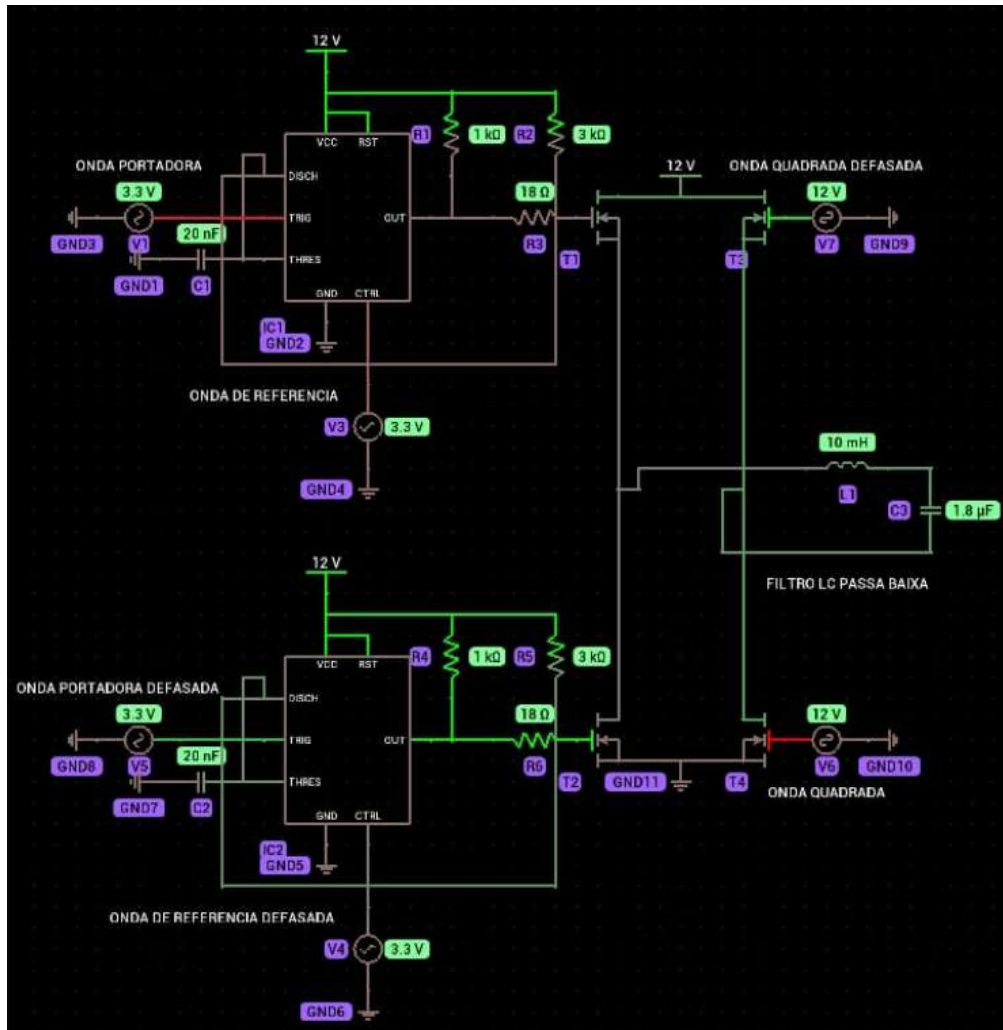 12 V
R1
1 kΩ
R2
3 kΩ
VCC
RST
ONDA PORTADORA
DISCH
12 V
ONDA QUADRADA DEFASADA
3.3 V
18 Ω
12 V
TRIG
OUT
GND3
V1
20 nF
R3
T3
V7
GND9
THRES
T1
GND1
C1
GND
CTRL
IC1
GND2
ONDA DE REFERENCIA
V3
3.3 V
10 mH
GND4
L1
C3
1.8 µF
12 V
FILTRO LC PASSA BAIXA
R4
1 kΩ
R5
3 kΩ
VCC
RST
ONDA PORTADORA DEFASADA
DISCH
3.3 V
18 Ω
12 V
TRIG
OUT
GND8
V5
20 nF
R6
V6
GND10
THRES
T2
GND11
T4
GND7
C2
ONDA QUADRADA
GND
CTRL
IC2
GND5
ONDA DE REFERENCIA DEFASADA
V4
3.3 V
GND6